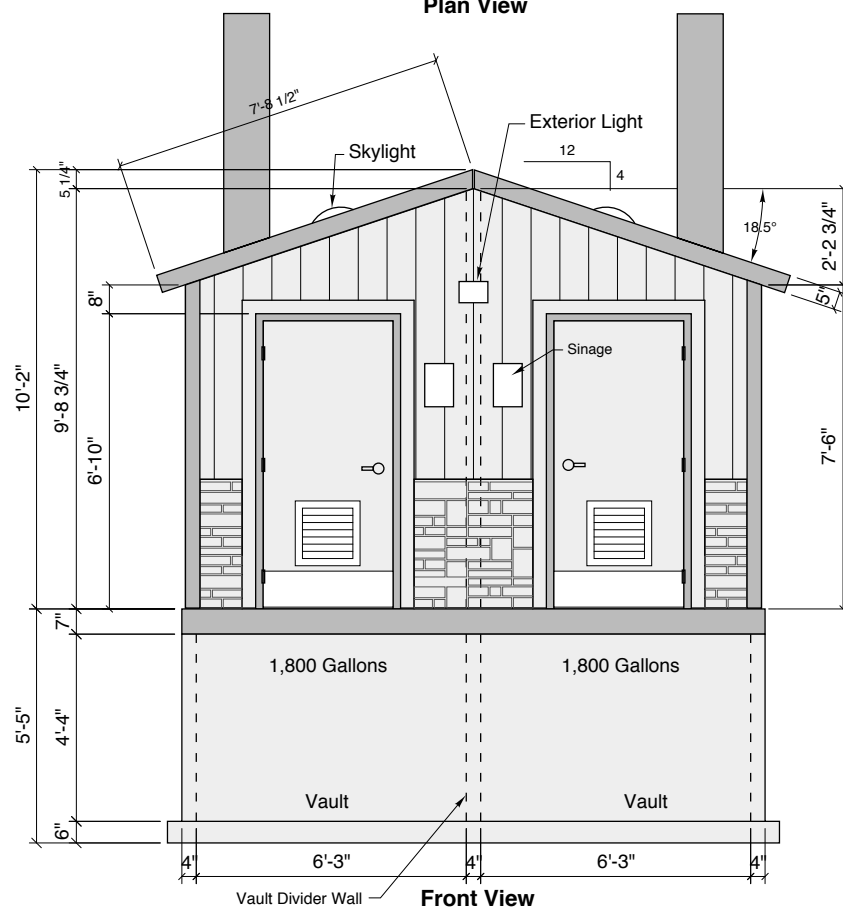 Plan View
7'-8 1/2"
Exterior Light
12
4
Skylight
5 1/4"
18.5°
2'-2 3/4"
5"
8"
Sinage
10'-2"
9'-8 3/4"
6'-10"
7'-6"
7"
1,800 Gallons
1,800 Gallons
5'-5"
4'-4"
Vault
Vault
6"
4"
6'-3"
4"
6'-3"
4"
Vault Divider Wall
Front View